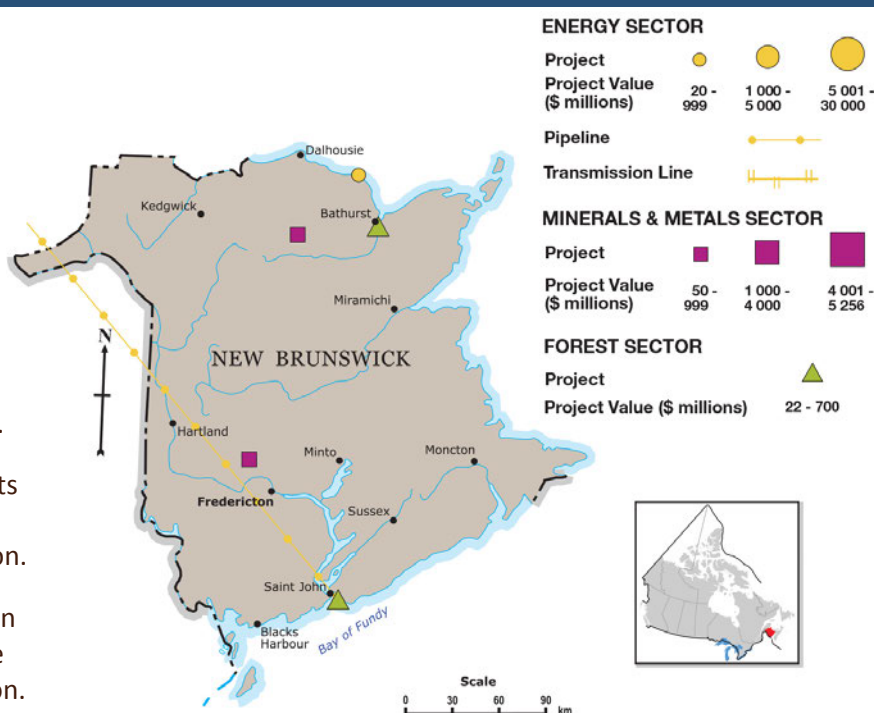 ENERGY SECTOR
Project
Project Value
($ millions)
20 -
999
1 000 -
5 000
5 001 -
30 000
Pipeline
Transmission Line
MINERALS & METALS SECTOR
Project
Project Value
($ millions)
50 -
999
1 000 -
4 000
4 001 -
5 256
FOREST SECTOR
Project
Project Value ($ millions)
22 - 700
Dalhousie
Kedgwick
Bathurst
Miramichi
N
NEW BRUNSWICK
Hartland
Minto
Moncton
Fredericton
Sussex
Saint John
Blacks
Harbour
Bay of Fundy
Scale
0 30 60 90
km
.
ts
on.
n
e
on.